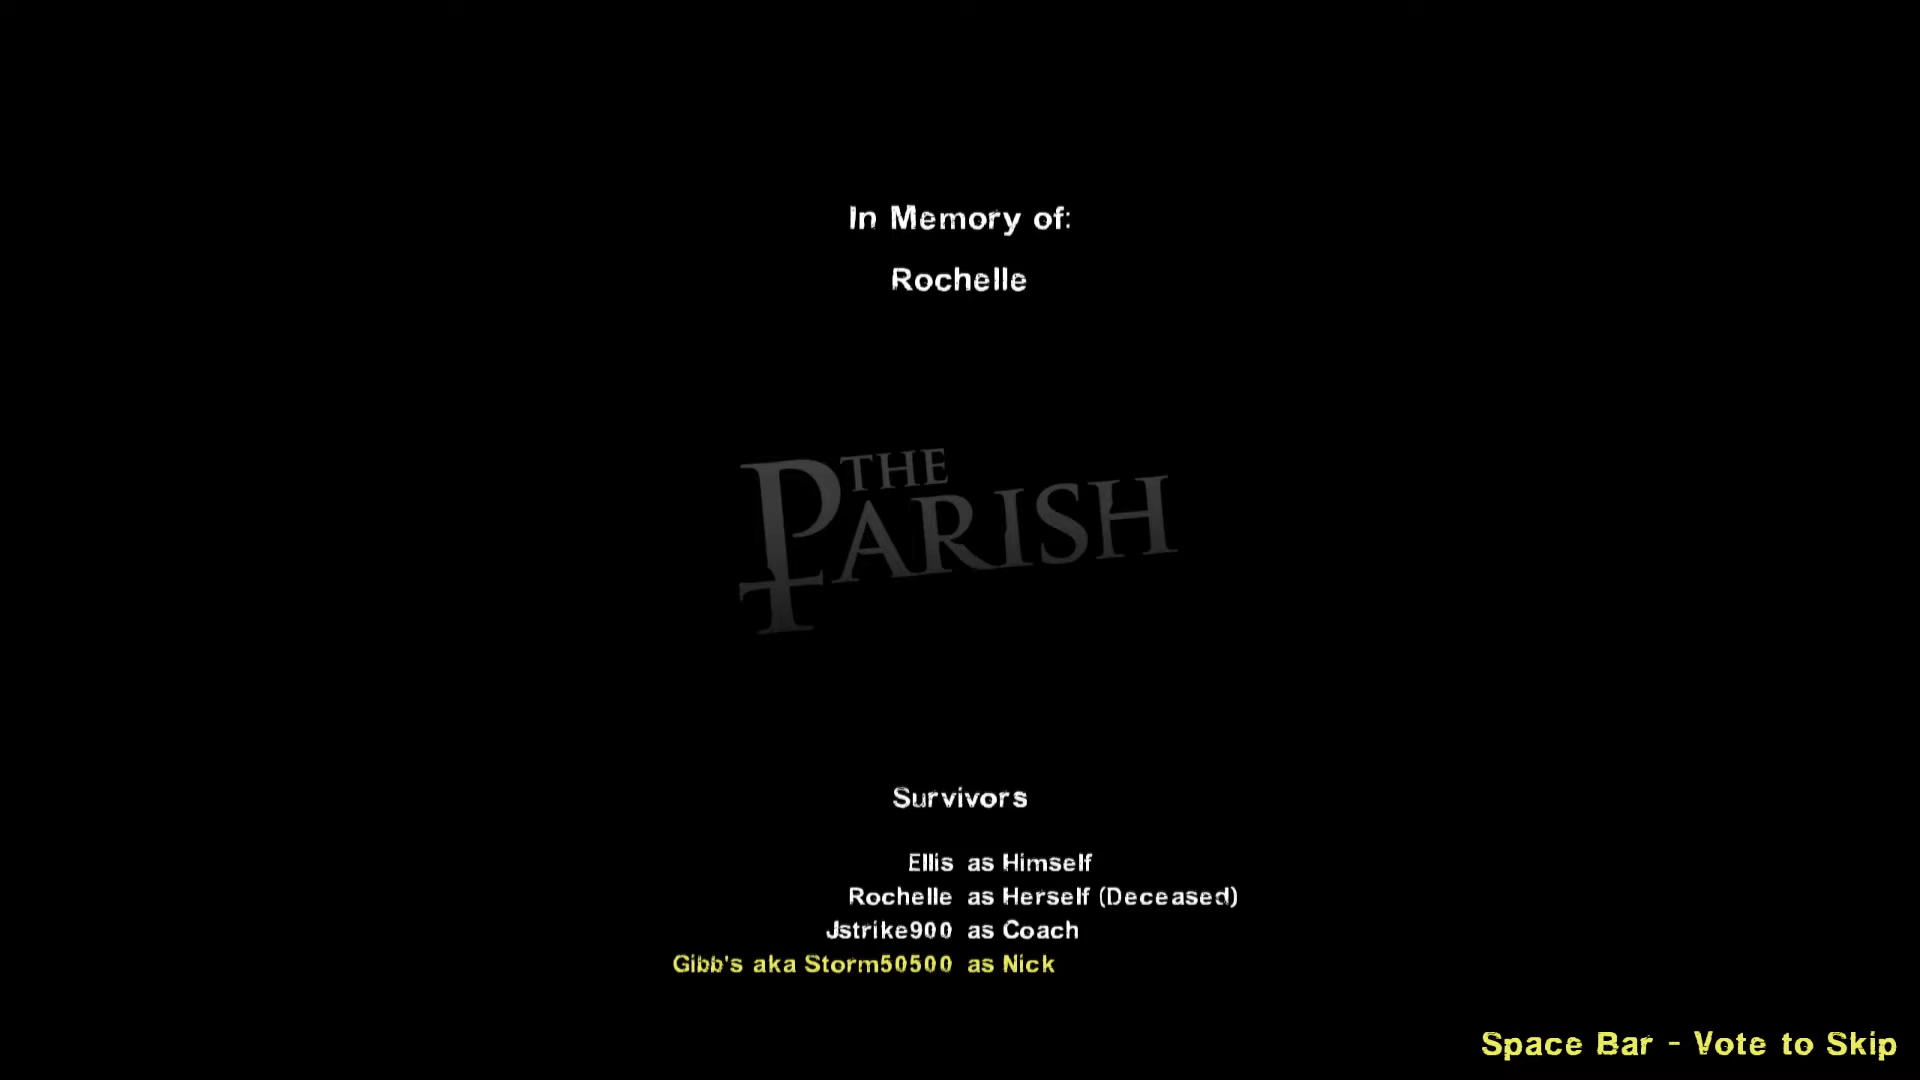 In Memory of:
Rochelle
THE
PARISH
Survivors
Ellis as Himself
Rochelle as Herself (Deceased)
Jstrike900 as Coach
Gibb's aka Storm50500 as Nick
Space Bar - Vote to Skip